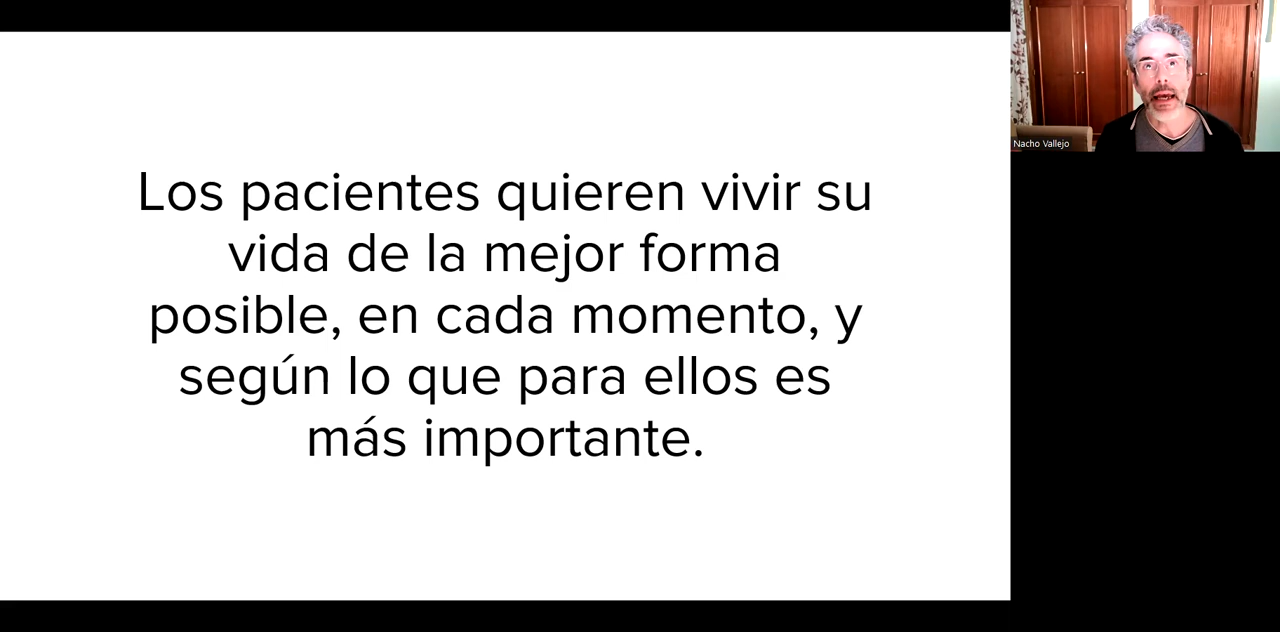 Los pacientes quieren vivir su
vida de la mejor forma
posible, en cada momento, y
según lo que para ellos es
más importante.
Nacho Vallejo